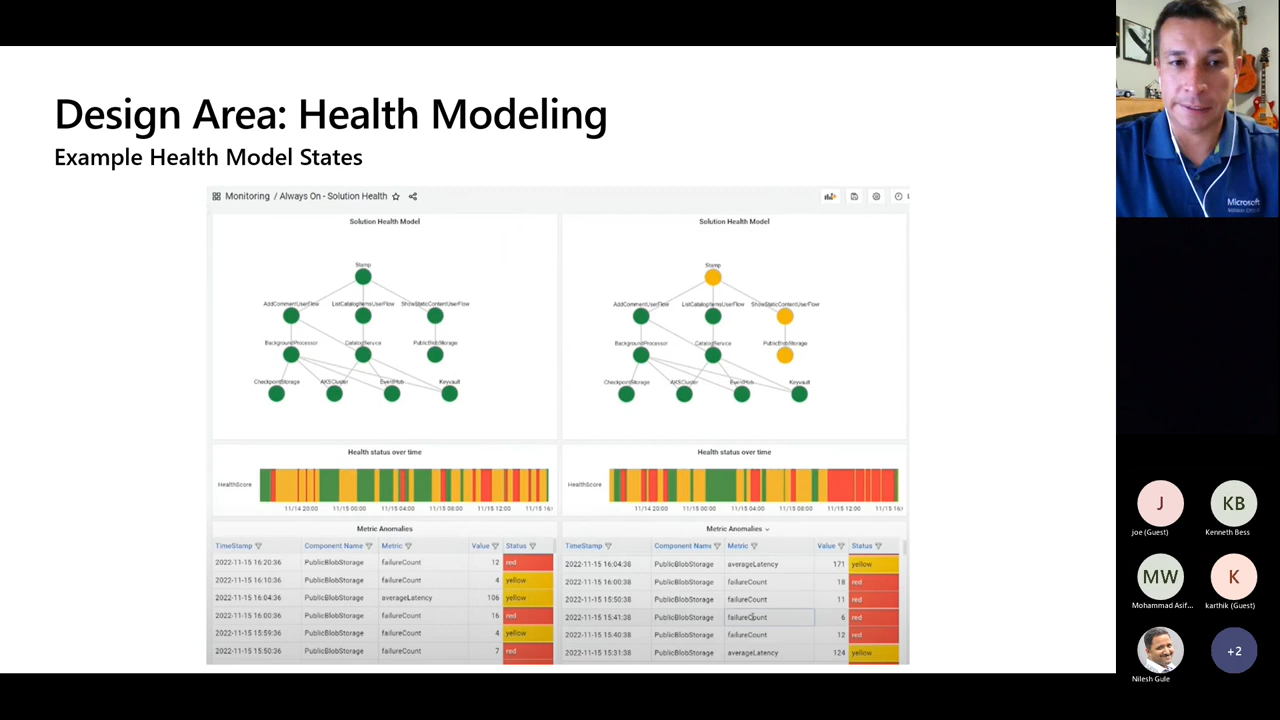 Design Area: Health Modeling
Example Health Model States
Monitoring / Always On - Solution Health
Solution Health Model
Stamp
AddCommentUserFlow
ListCatalogItemsUserFlow
ShowStaticContentUserFlow
BackgroundProcessor
CatalogService
PublicBlobStorage
CheckpointStorage
AKSCluster
EventHub
Keyvault
Health status over time
HealthScore
11/14 20:00 11/15 00:00 11/15 04:00 11/15 08:00 11/15 12:00
Metric Anomalies
TimeStamp Component Name Metric Value Status
2022-11-15 16:20:36 PublicBlobStorage failureCount 12 red
2022-11-15 16:10:36 PublicBlobStorage failureCount 4 yellow
2022-11-15 16:04:36 PublicBlobStorage averageLatency 106 yellow
2022-11-15 16:00:36 PublicBlobStorage failureCount 16 red
2022-11-15 15:59:36 PublicBlobStorage failureCount 4 yellow
2022-11-15 15:50:36 PublicBlobStorage failureCount 7 red
Solution Health Model
Stamp
AddCommentUserFlow
ListCatalogItemsUserFlow
ShowStaticContentUserFlow
BackgroundProcessor
CatalogService
PublicBlobStorage
CheckpointStorage
AKSCluster
EventHub
Keyvault
Health status over time
HealthScore
11/14 20:00 11/15 00:00 11/15 04:00 11/15 08:00 11/15 12:00
Metric Anomalies
TimeStamp Component Name Metric Value Status
2022-11-15 16:04:38 PublicBlobStorage averageLatency 171 yellow
2022-11-15 16:00:38 PublicBlobStorage failureCount 18 red
2022-11-15 15:50:38 PublicBlobStorage failureCount 11 red
2022-11-15 15:41:38 PublicBlobStorage failureCount 6 red
2022-11-15 15:40:38 PublicBlobStorage failureCount 12 red
2022-11-15 15:31:38 PublicBlobStorage averageLatency 124 yellow
Microsoft
J
joe (Guest)
KB
Kenneth Bess
MW
Mohammad Asif...
K
karthik (Guest)
Nilesh Gule
+2